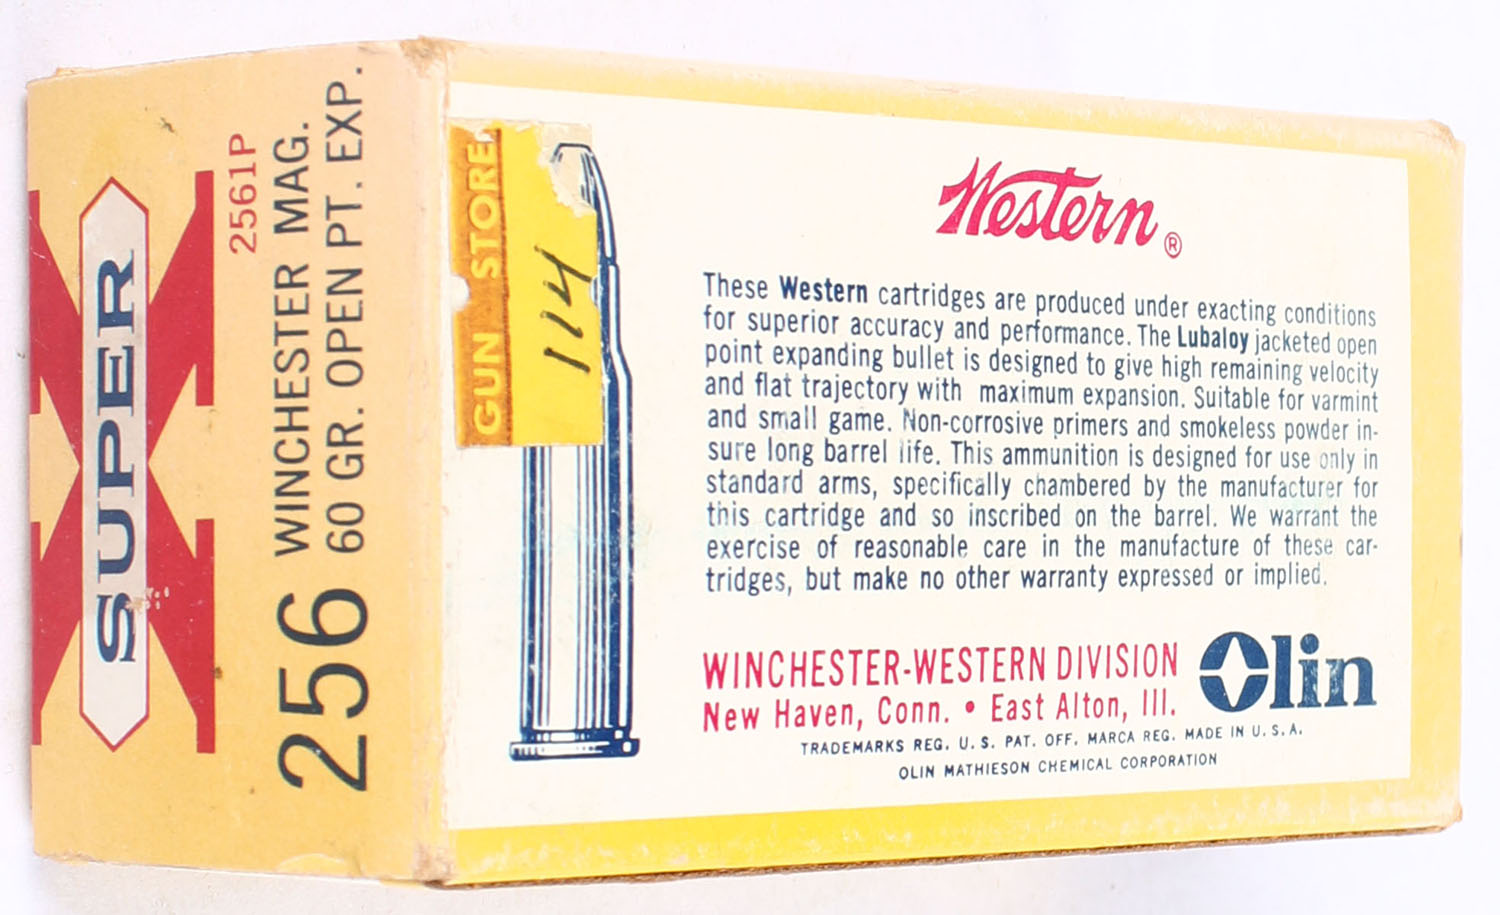 SUPER
X
2561P
256 WINCHESTER MAG.
60 GR. OPEN PT. EXP.
GUN STORE
114
Western®
These Western cartridges are produced under exacting conditions
for superior accuracy and performance. The Lubaloy jacketed open
point expanding bullet is designed to give high remaining velocity
and flat trajectory with maximum expansion. Suitable for varmint
and small game. Non-corrosive primers and smokeless powder in-
sure long barrel life. This ammunition is designed for use only in
standard arms, specifically chambered by the manufacturer for
this cartridge and so inscribed on the barrel. We warrant the
exercise of reasonable care in the manufacture of these car-
tridges, but make no other warranty expressed or implied.
WINCHESTER-WESTERN DIVISION
New Haven, Conn. • East Alton, Ill.
Olin
TRADEMARKS REG. U. S. PAT. OFF. MARCA REG. MADE IN U. S. A.
OLIN MATHIESON CHEMICAL CORPORATION